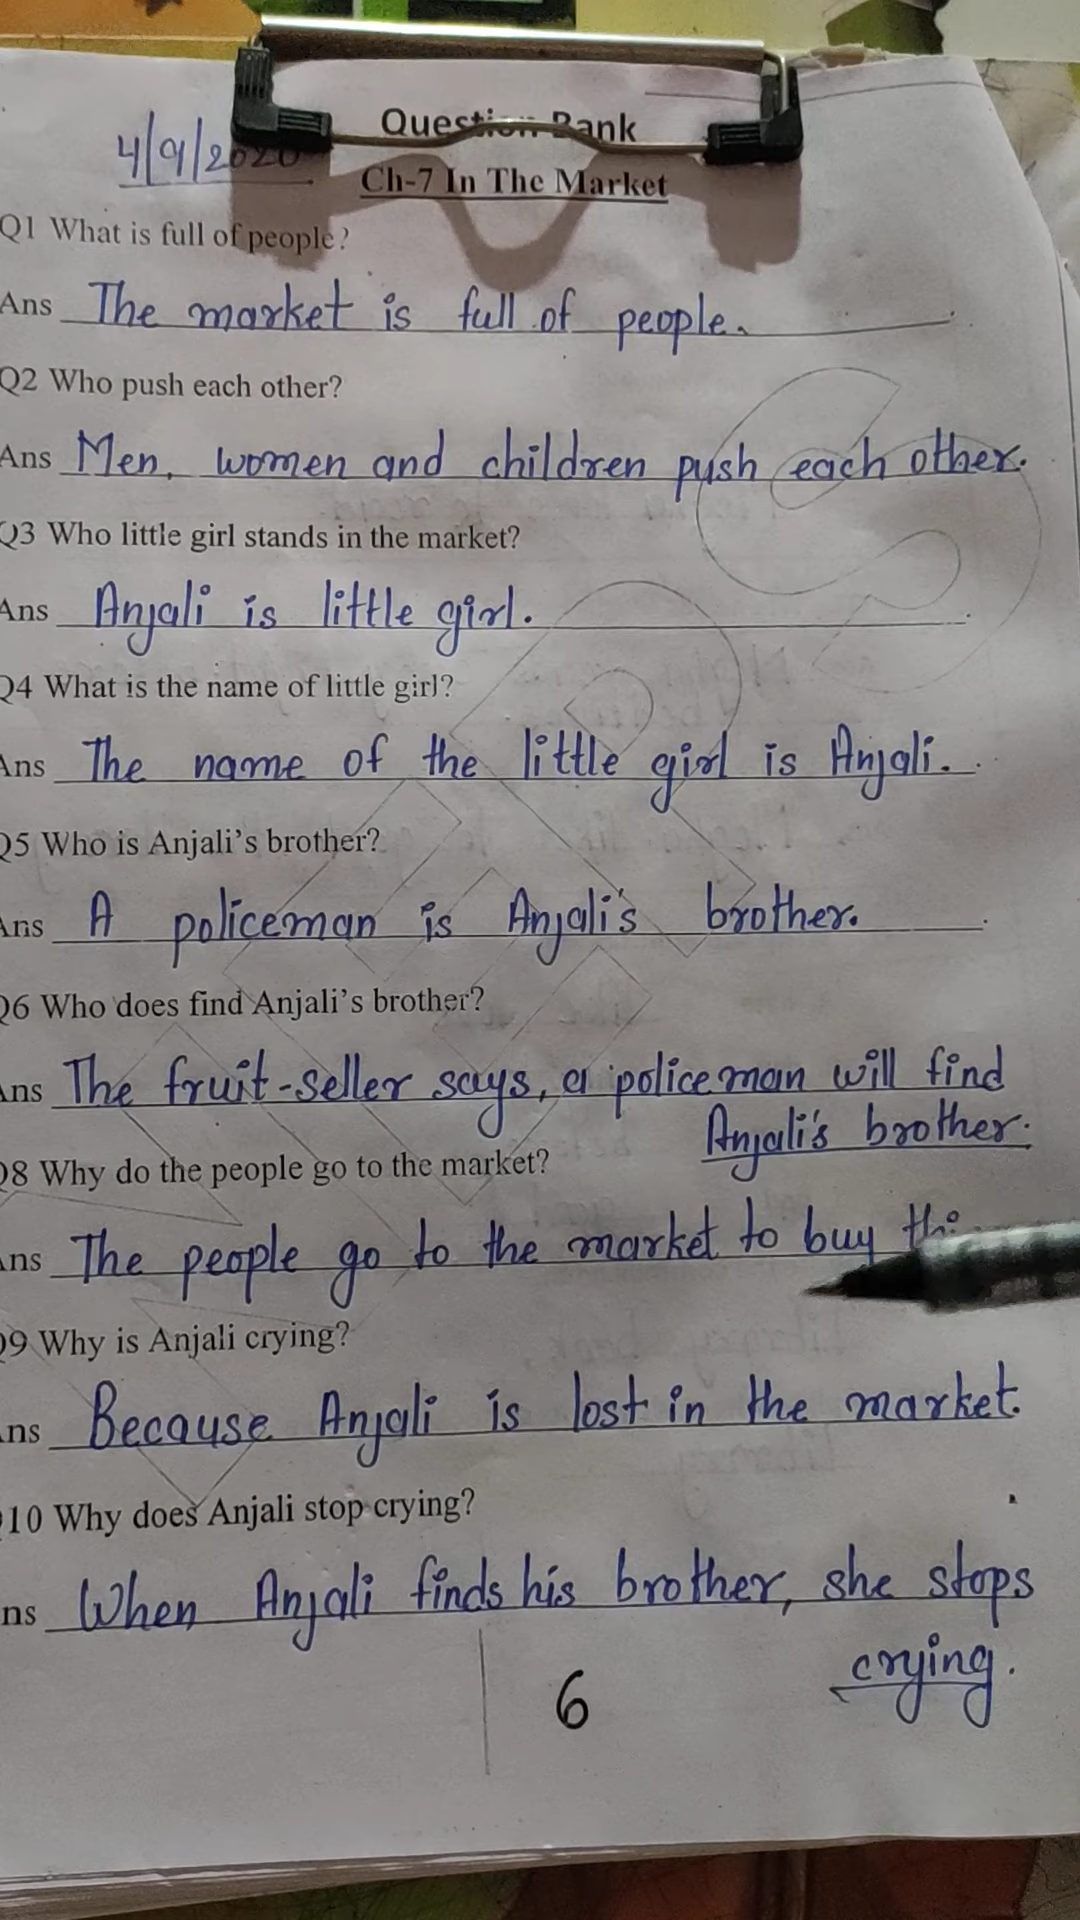 Question Bank
4/9/2020
Ch-7 In The Market
Q1 What is full of people?
Ans The market is full of people.
Q2 Who push each other?
Ans Men, women and children push each other.
Q3 Who little girl stands in the market?
Ans Anjali is little girl.
Q4 What is the name of little girl?
Ans The name of the little girl is Anjali.
Q5 Who is Anjali's brother?
Ans A policeman is Anjali's brother.
Q6 Who does find Anjali's brother?
Ans The fruit-seller says, a policeman will find
Anjali's brother.
Q8 Why do the people go to the market?
Ans The people go to the market to buy
Q9 Why is Anjali crying?
Ans Because Anjali is lost in the market.
Q10 Why does Anjali stop crying?
Ans When Anjali finds his brother, she stops
crying.
6